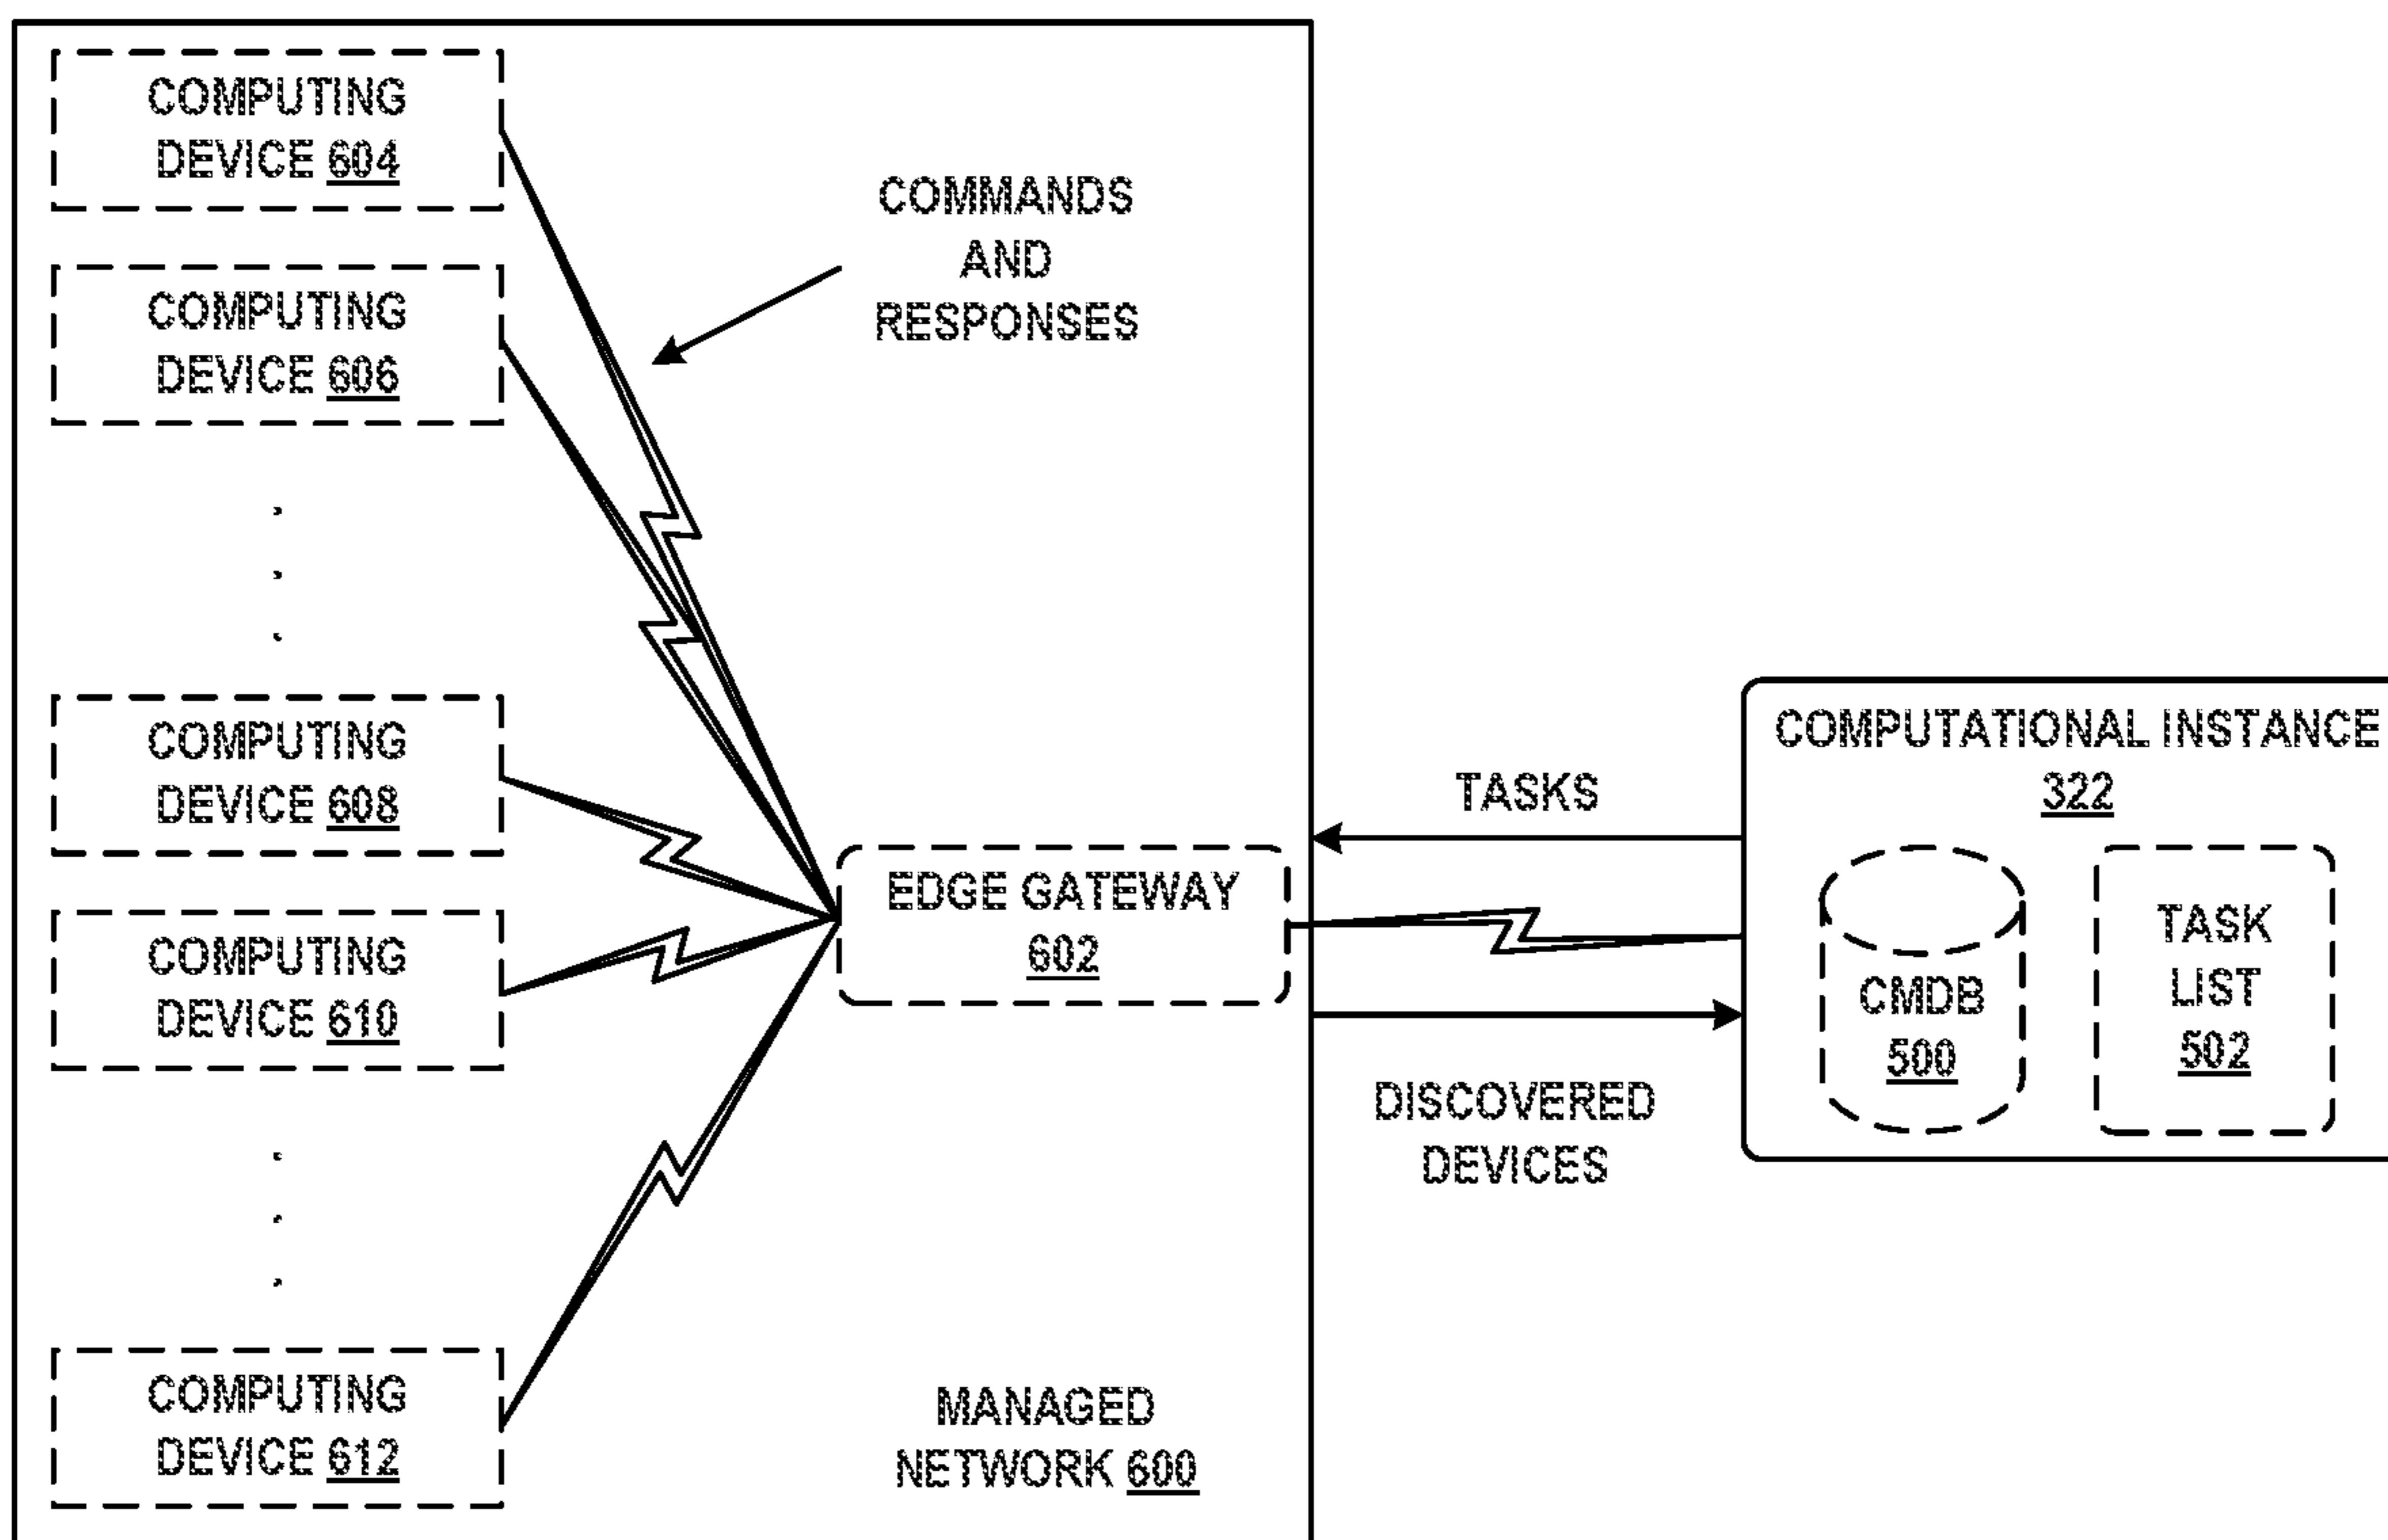 COMPUTING
DEVICE 604
COMPUTING
DEVICE 606
COMMANDS
AND
RESPONSES
COMPUTING
DEVICE 608
COMPUTING
DEVICE 610
COMPUTING
DEVICE 612
EDGE GATEWAY
602
MANAGED
NETWORK 600
TASKS
DISCOVERED
DEVICES
COMPUTATIONAL INSTANCE
322
CMDB
500
TASK
LIST
502